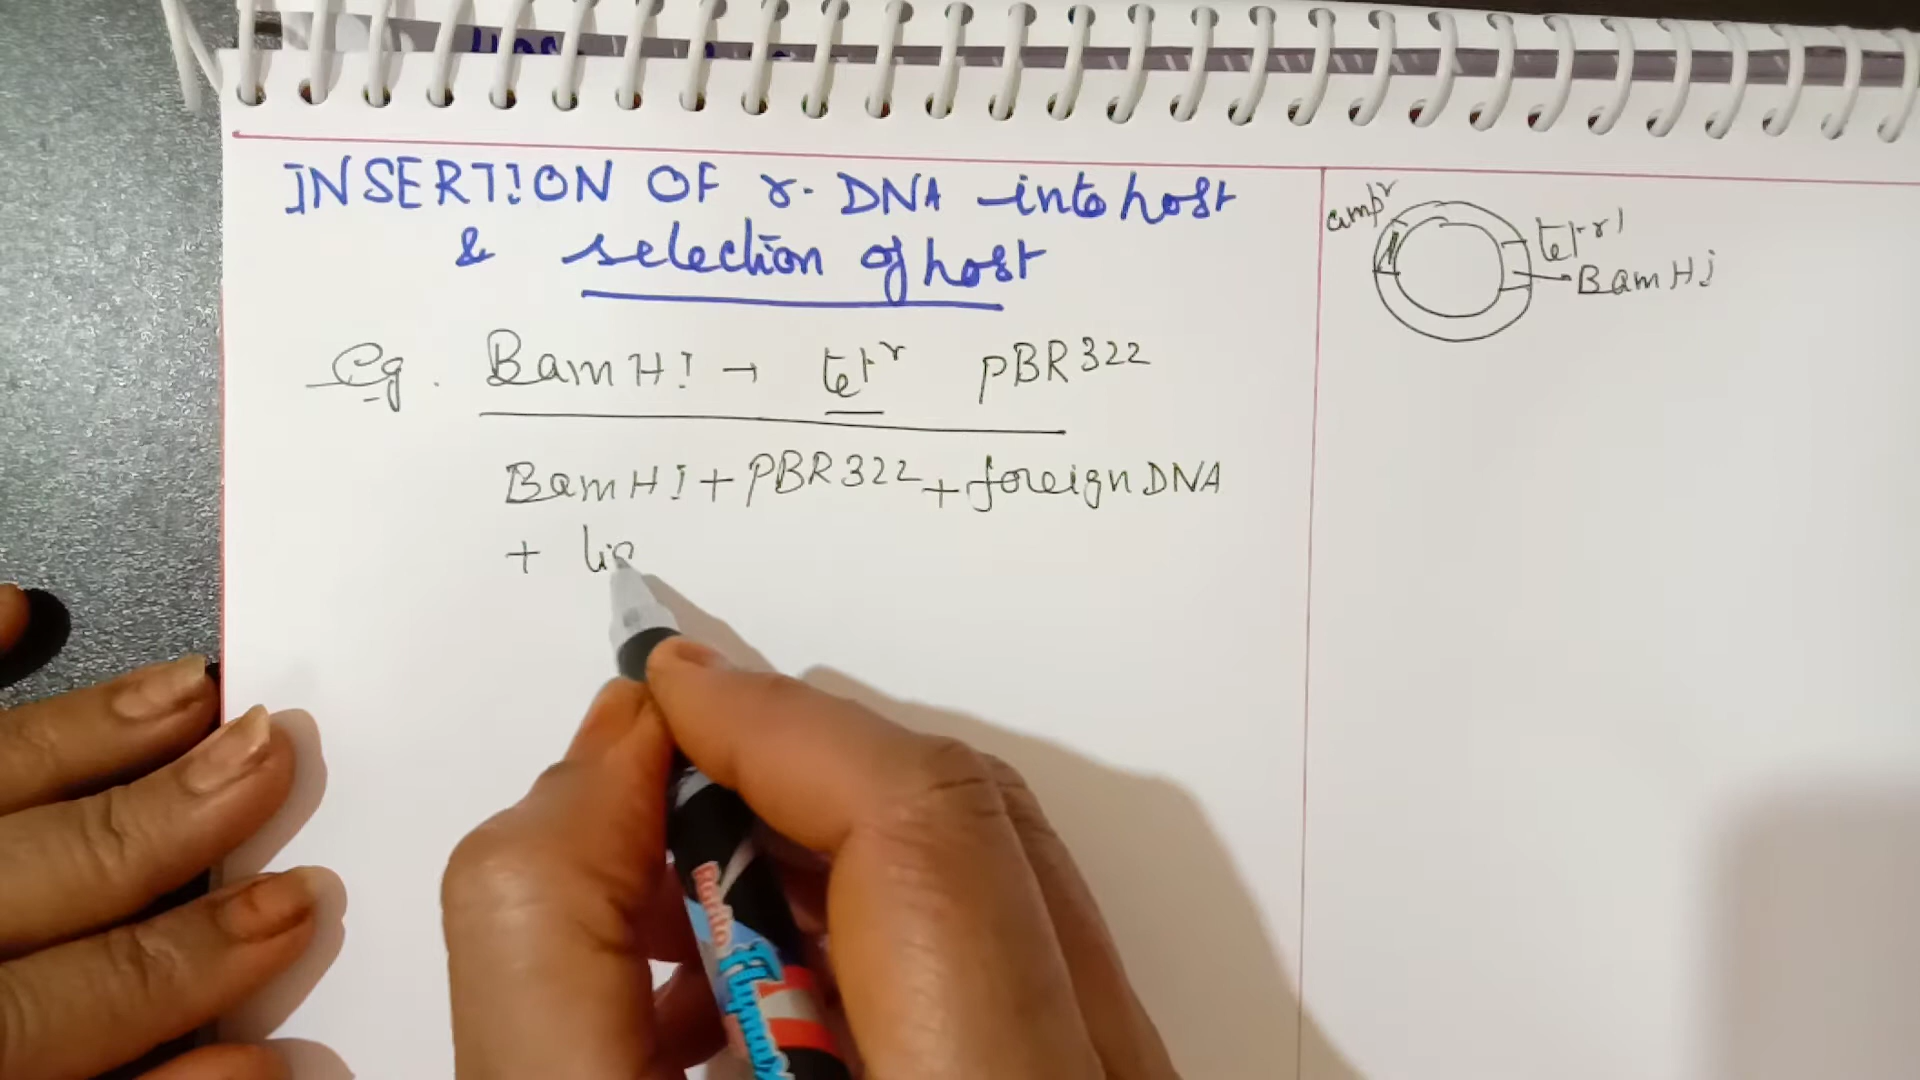 INSERTION OF r. DNA into host
& selection of host
Eg. BamHI → tetʳ pBR322
BamHI + pBR322 + foreign DNA
+ lig
ampʳ
tetʳ
BamHI